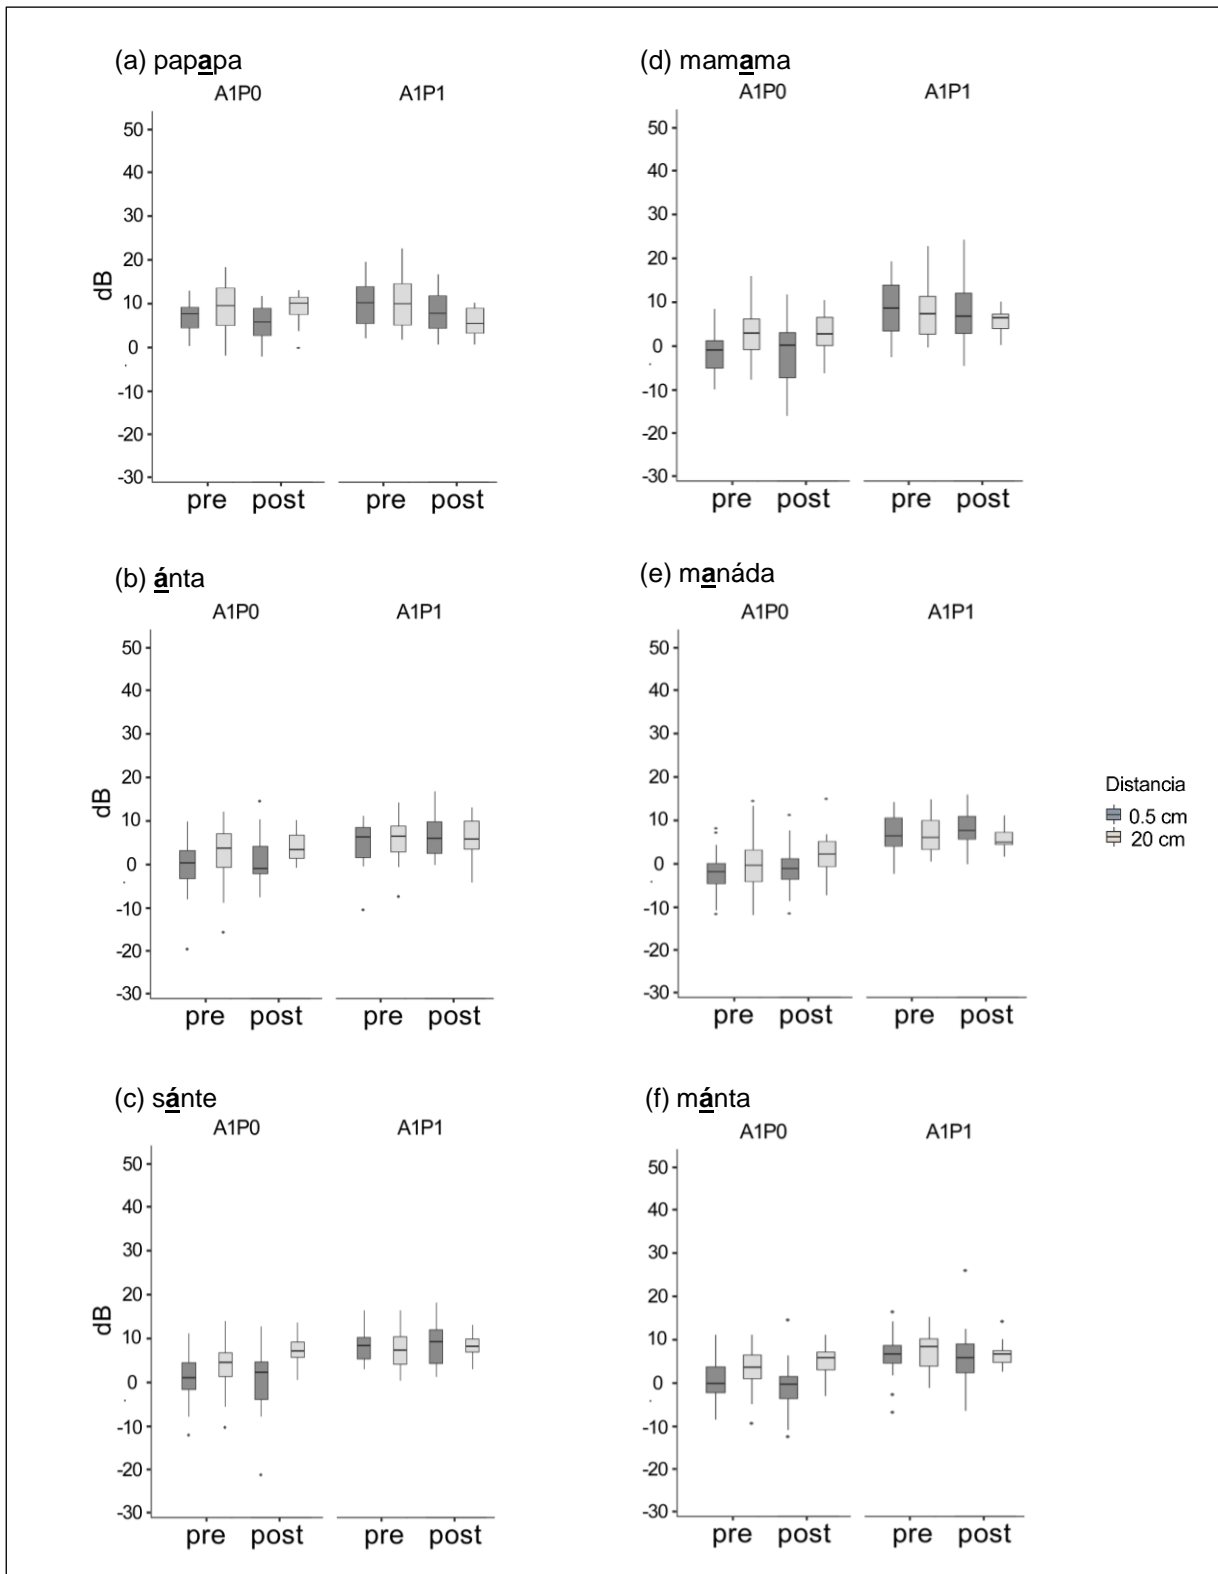 (a) papapa
A1P0 A1P1
50
40
30
20
10
0
-10
-20
-30
dB
pre post pre post
(d) mamama
A1P0 A1P1
50
40
30
20
10
0
-10
-20
-30
pre post pre post
(b) ánta
A1P0 A1P1
50
40
30
20
10
0
-10
-20
-30
dB
pre post pre post
(e) manáda
A1P0 A1P1
50
40
30
20
10
0
-10
-20
-30
pre post pre post
Distancia
0.5 cm
20 cm
(c) sánte
A1P0 A1P1
50
40
30
20
10
0
-10
-20
-30
dB
pre post pre post
(f) mánta
A1P0 A1P1
50
40
30
20
10
0
-10
-20
-30
pre post pre post